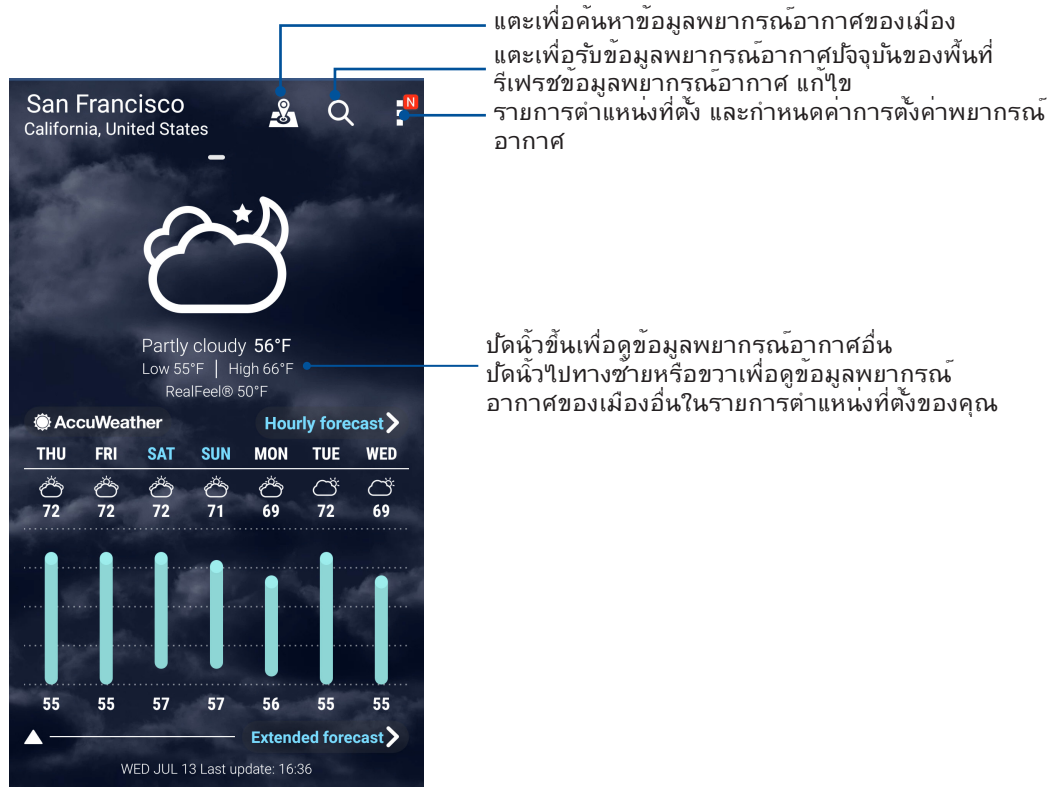 แตะเพื่อค้นหาข้อมูลพยากรณ์อากาศของเมือง
แตะเพื่อรับข้อมูลพยากรณ์อากาศปัจจุบันของพื้นที่
รีเฟรชข้อมูลพยากรณ์อากาศ แก้ไข
รายการตำแหน่งที่ตั้ง และกำหนดค่าการตั้งค่าพยากรณ์
อากาศ
San Francisco
California, United States
N
Partly cloudy 56°F
Low 55°F | High 66°F
RealFeel® 50°F
ปัดนิ้วขึ้นเพื่อดูข้อมูลพยากรณ์อากาศอื่น
ปัดนิ้วไปทางซ้ายหรือขวาเพื่อดูข้อมูลพยากรณ์
อากาศของเมืองอื่นในรายการตำแหน่งที่ตั้งของคุณ
AccuWeather Hourly forecast
THU FRI SAT SUN MON TUE WED
72 72 72 71 69 72 69
55 55 57 57 56 55 55
Extended forecast
WED JUL 13 Last update: 16:36